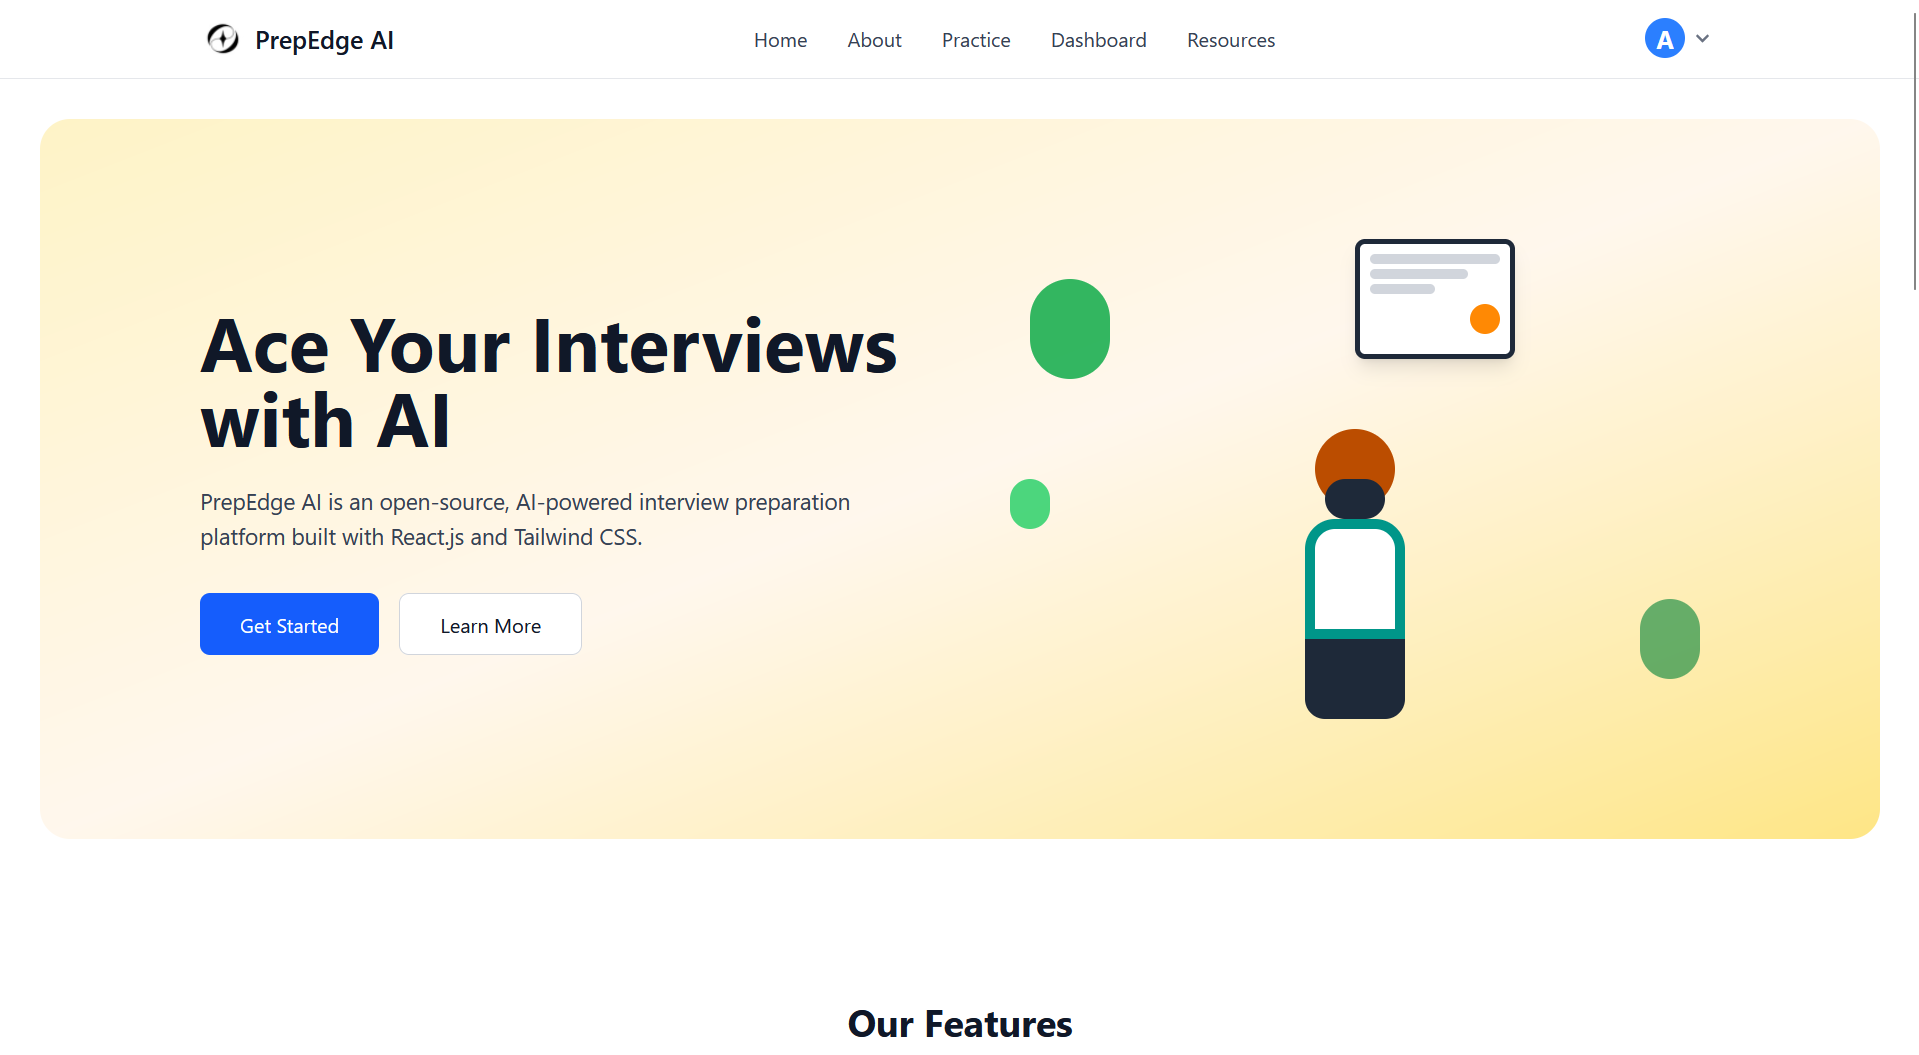 PrepEdge AI
Home
About
Practice
Dashboard
Resources
A
Ace Your Interviews
with AI
PrepEdge AI is an open-source, AI-powered interview preparation
platform built with React.js and Tailwind CSS.
Get Started
Learn More
Our Features